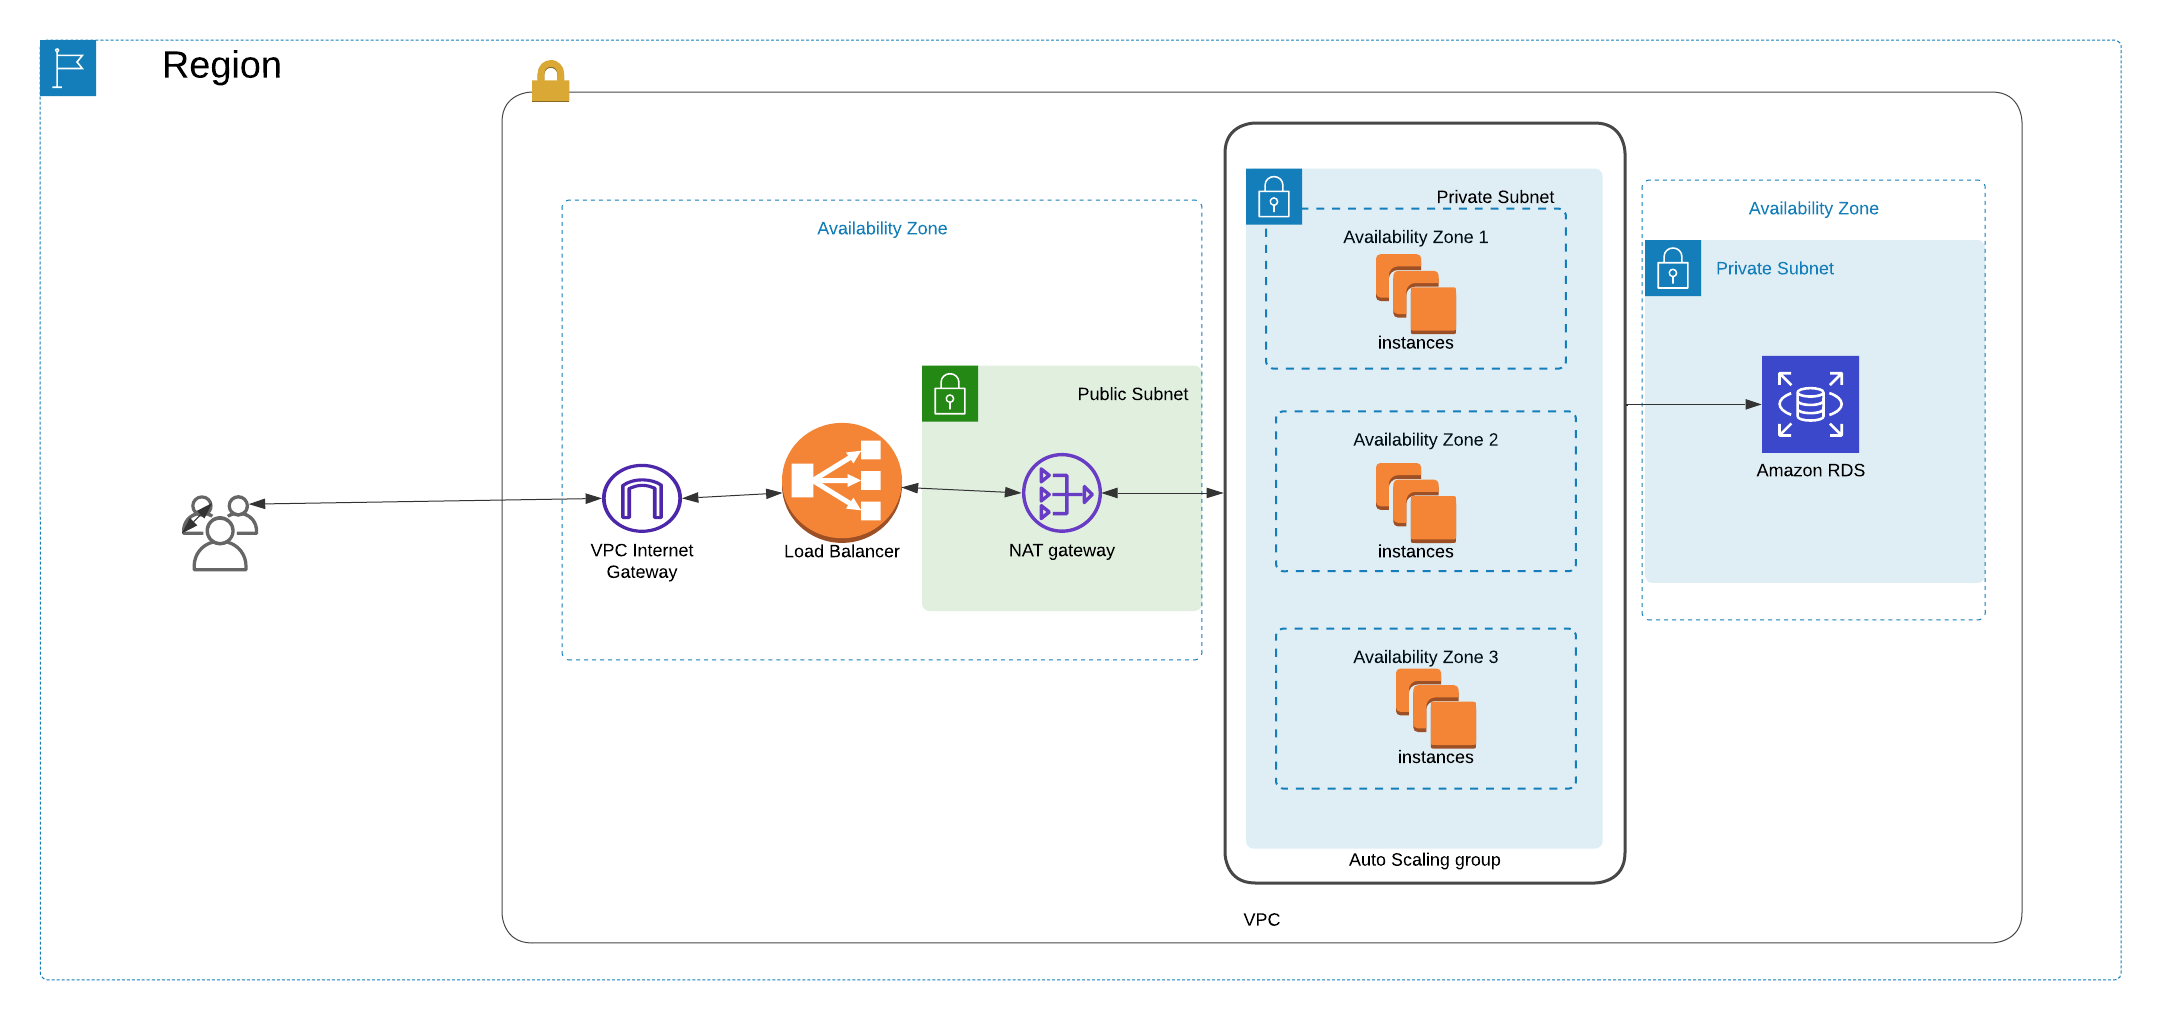 Region
Availability Zone
VPC Internet
Gateway
Load Balancer
Public Subnet
NAT gateway
Private Subnet
Availability Zone 1
instances
Availability Zone 2
instances
Availability Zone 3
instances
Auto Scaling group
Availability Zone
Private Subnet
Amazon RDS
VPC